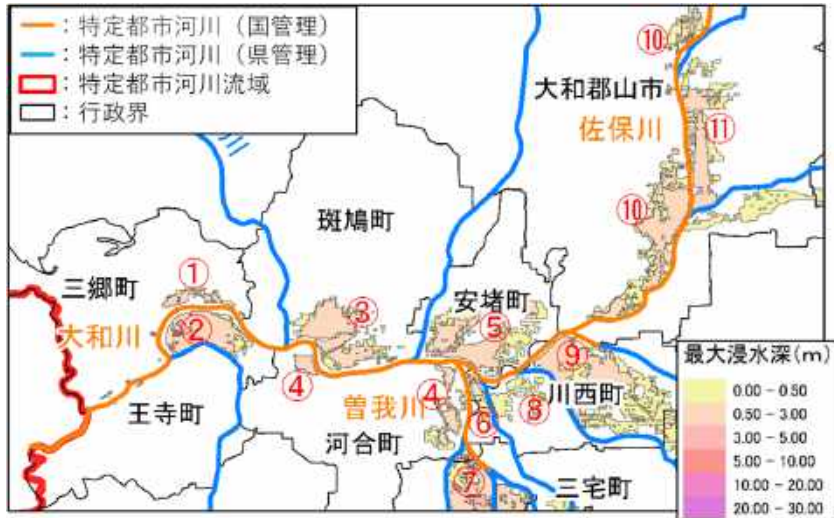 ：特定都市河川（国管理）
：特定都市河川（県管理）
：特定都市河川流域
：行政界
⑩
大和郡山市
佐保川
⑪
⑩
斑鳩町
三郷町
①
大和川
②
③
安堵町
⑤
④
王寺町
曽我川
④
⑥
⑧
⑨
川西町
河合町
⑦
三宅町
最大浸水深(m)
0.00 - 0.50
0.50 - 3.00
3.00 - 5.00
5.00 - 10.00
10.00 - 20.00
20.00 - 30.00